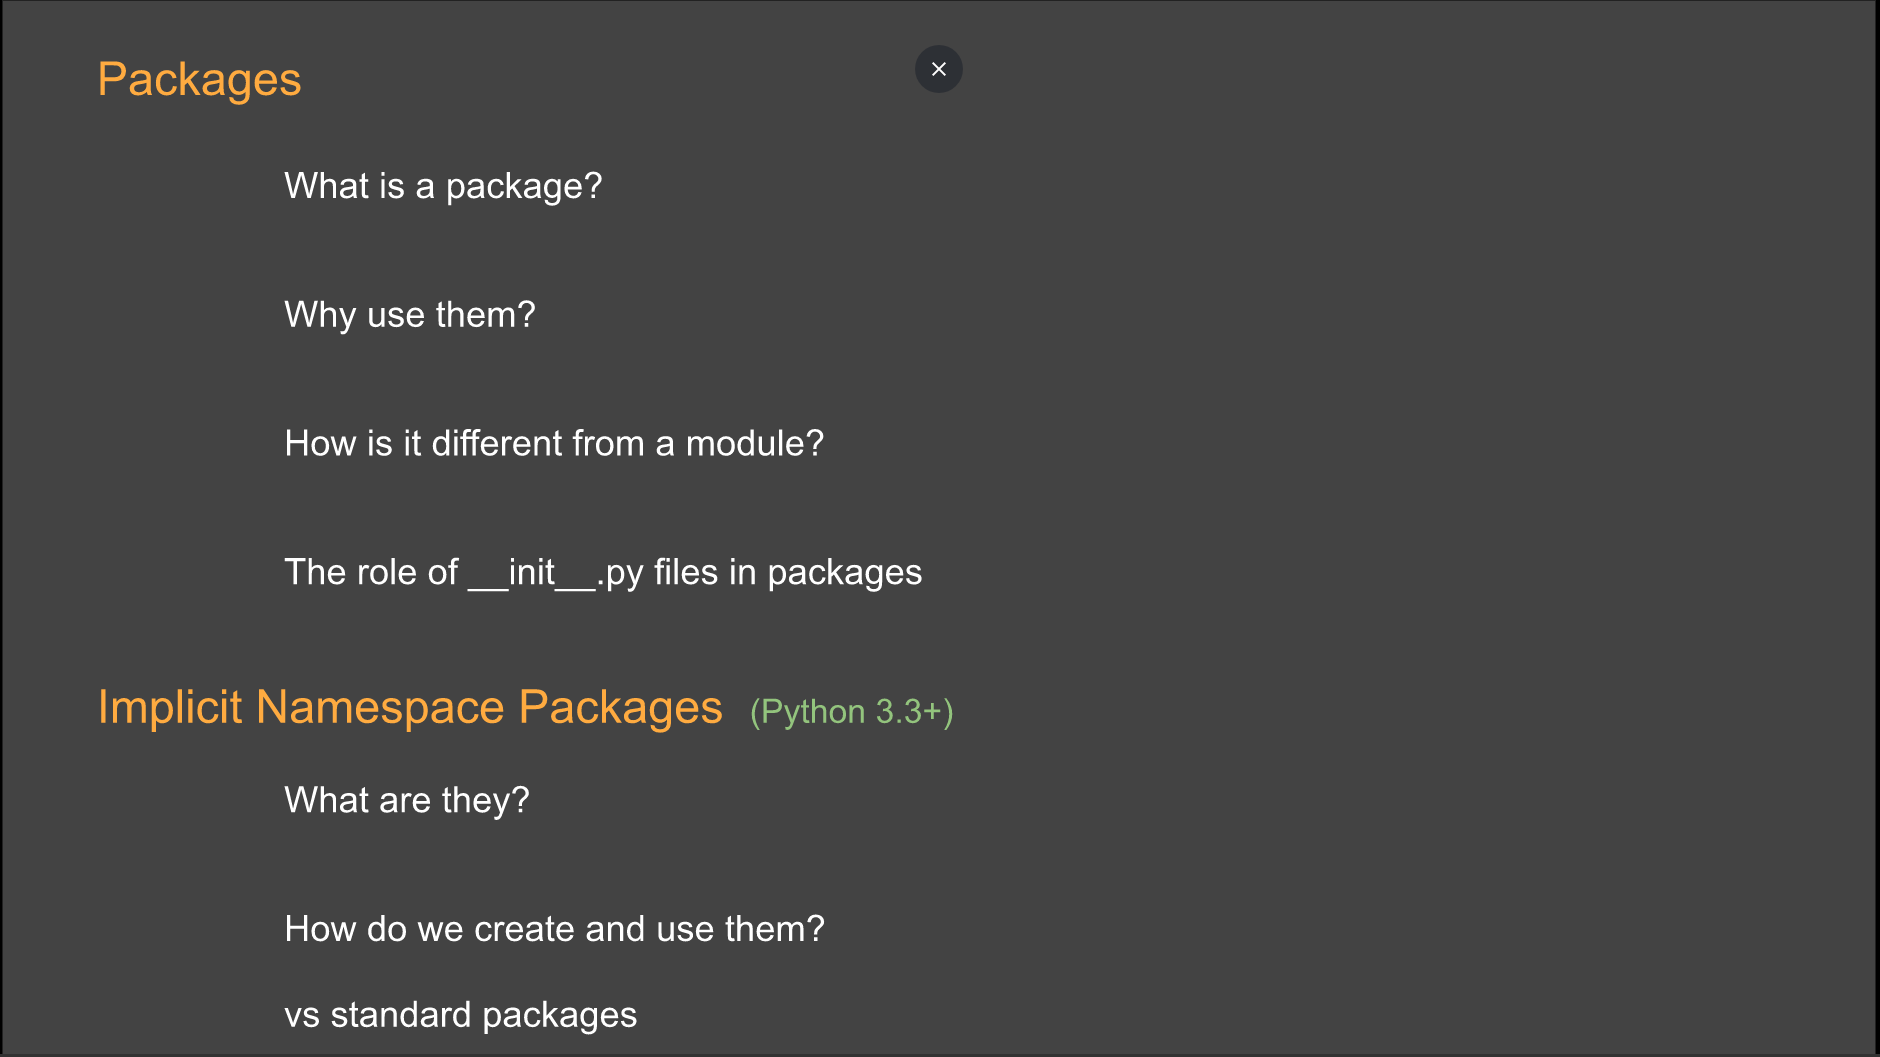 Packages
What is a package?
Why use them?
How is it different from a module?
The role of __init__.py files in packages
Implicit Namespace Packages (Python 3.3+)
What are they?
How do we create and use them?
vs standard packages